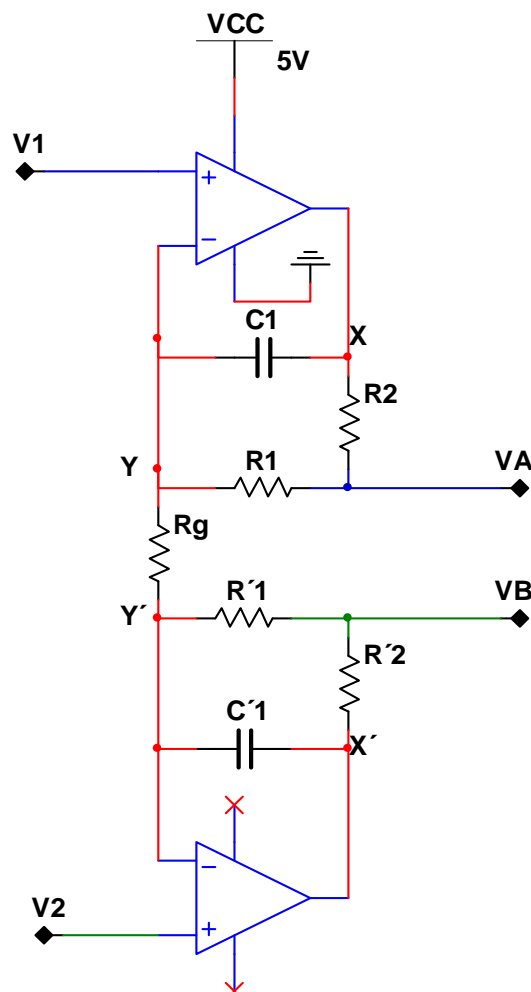 VCC
5V
V1
+
−
C1
X
R2
Y
R1
VA
Rg
R´1
VB
Y´
R´2
C´1
X´
−
V2
+